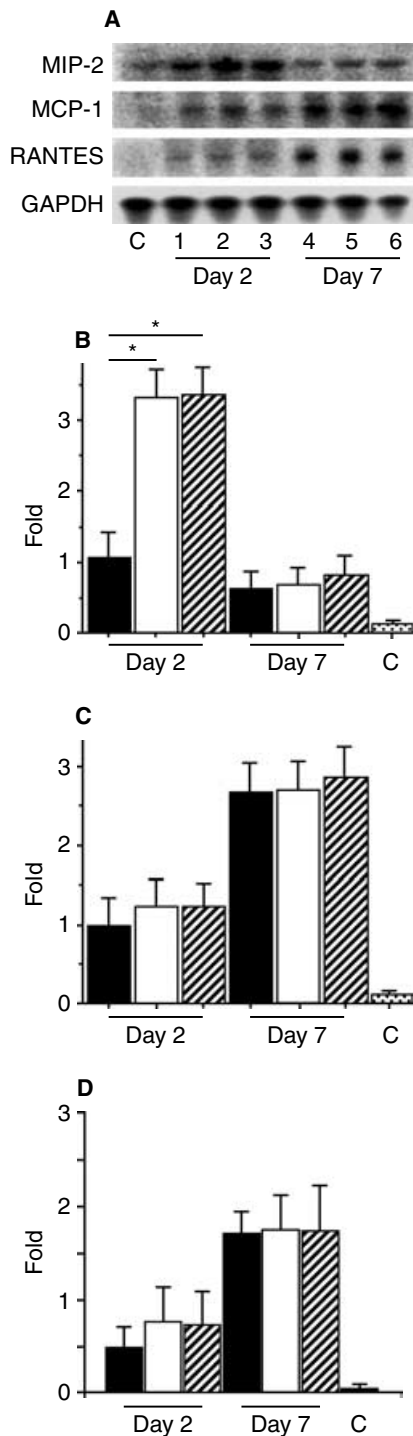 A
MIP-2
MCP-1
RANTES
GAPDH
C 1 2 3 4 5 6
Day 2 Day 7
B
*
*
3
2
Fold
1
0
Day 2 Day 7 C
C
3
2
Fold
1
0
Day 2 Day 7 C
D
3
2
Fold
1
0
Day 2 Day 7 C